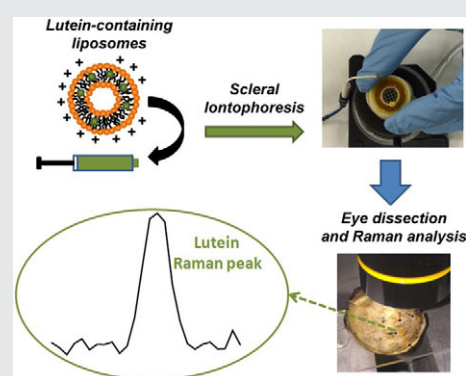 Lutein-containing
liposomes
Scleral
Iontophoresis
Eye dissection
and Raman analysis
Lutein
Raman peak